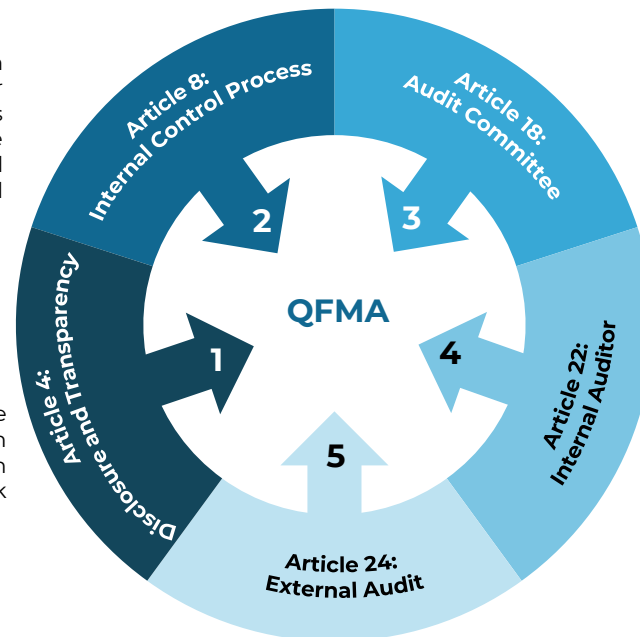 Article 8:
Internal Control Process
2
Article 18:
Audit Committee
3
QFMA
Article 4:
Disclosure and Transparency
1
Article 22:
Internal Auditor
4
5
Article 24:
External Audit